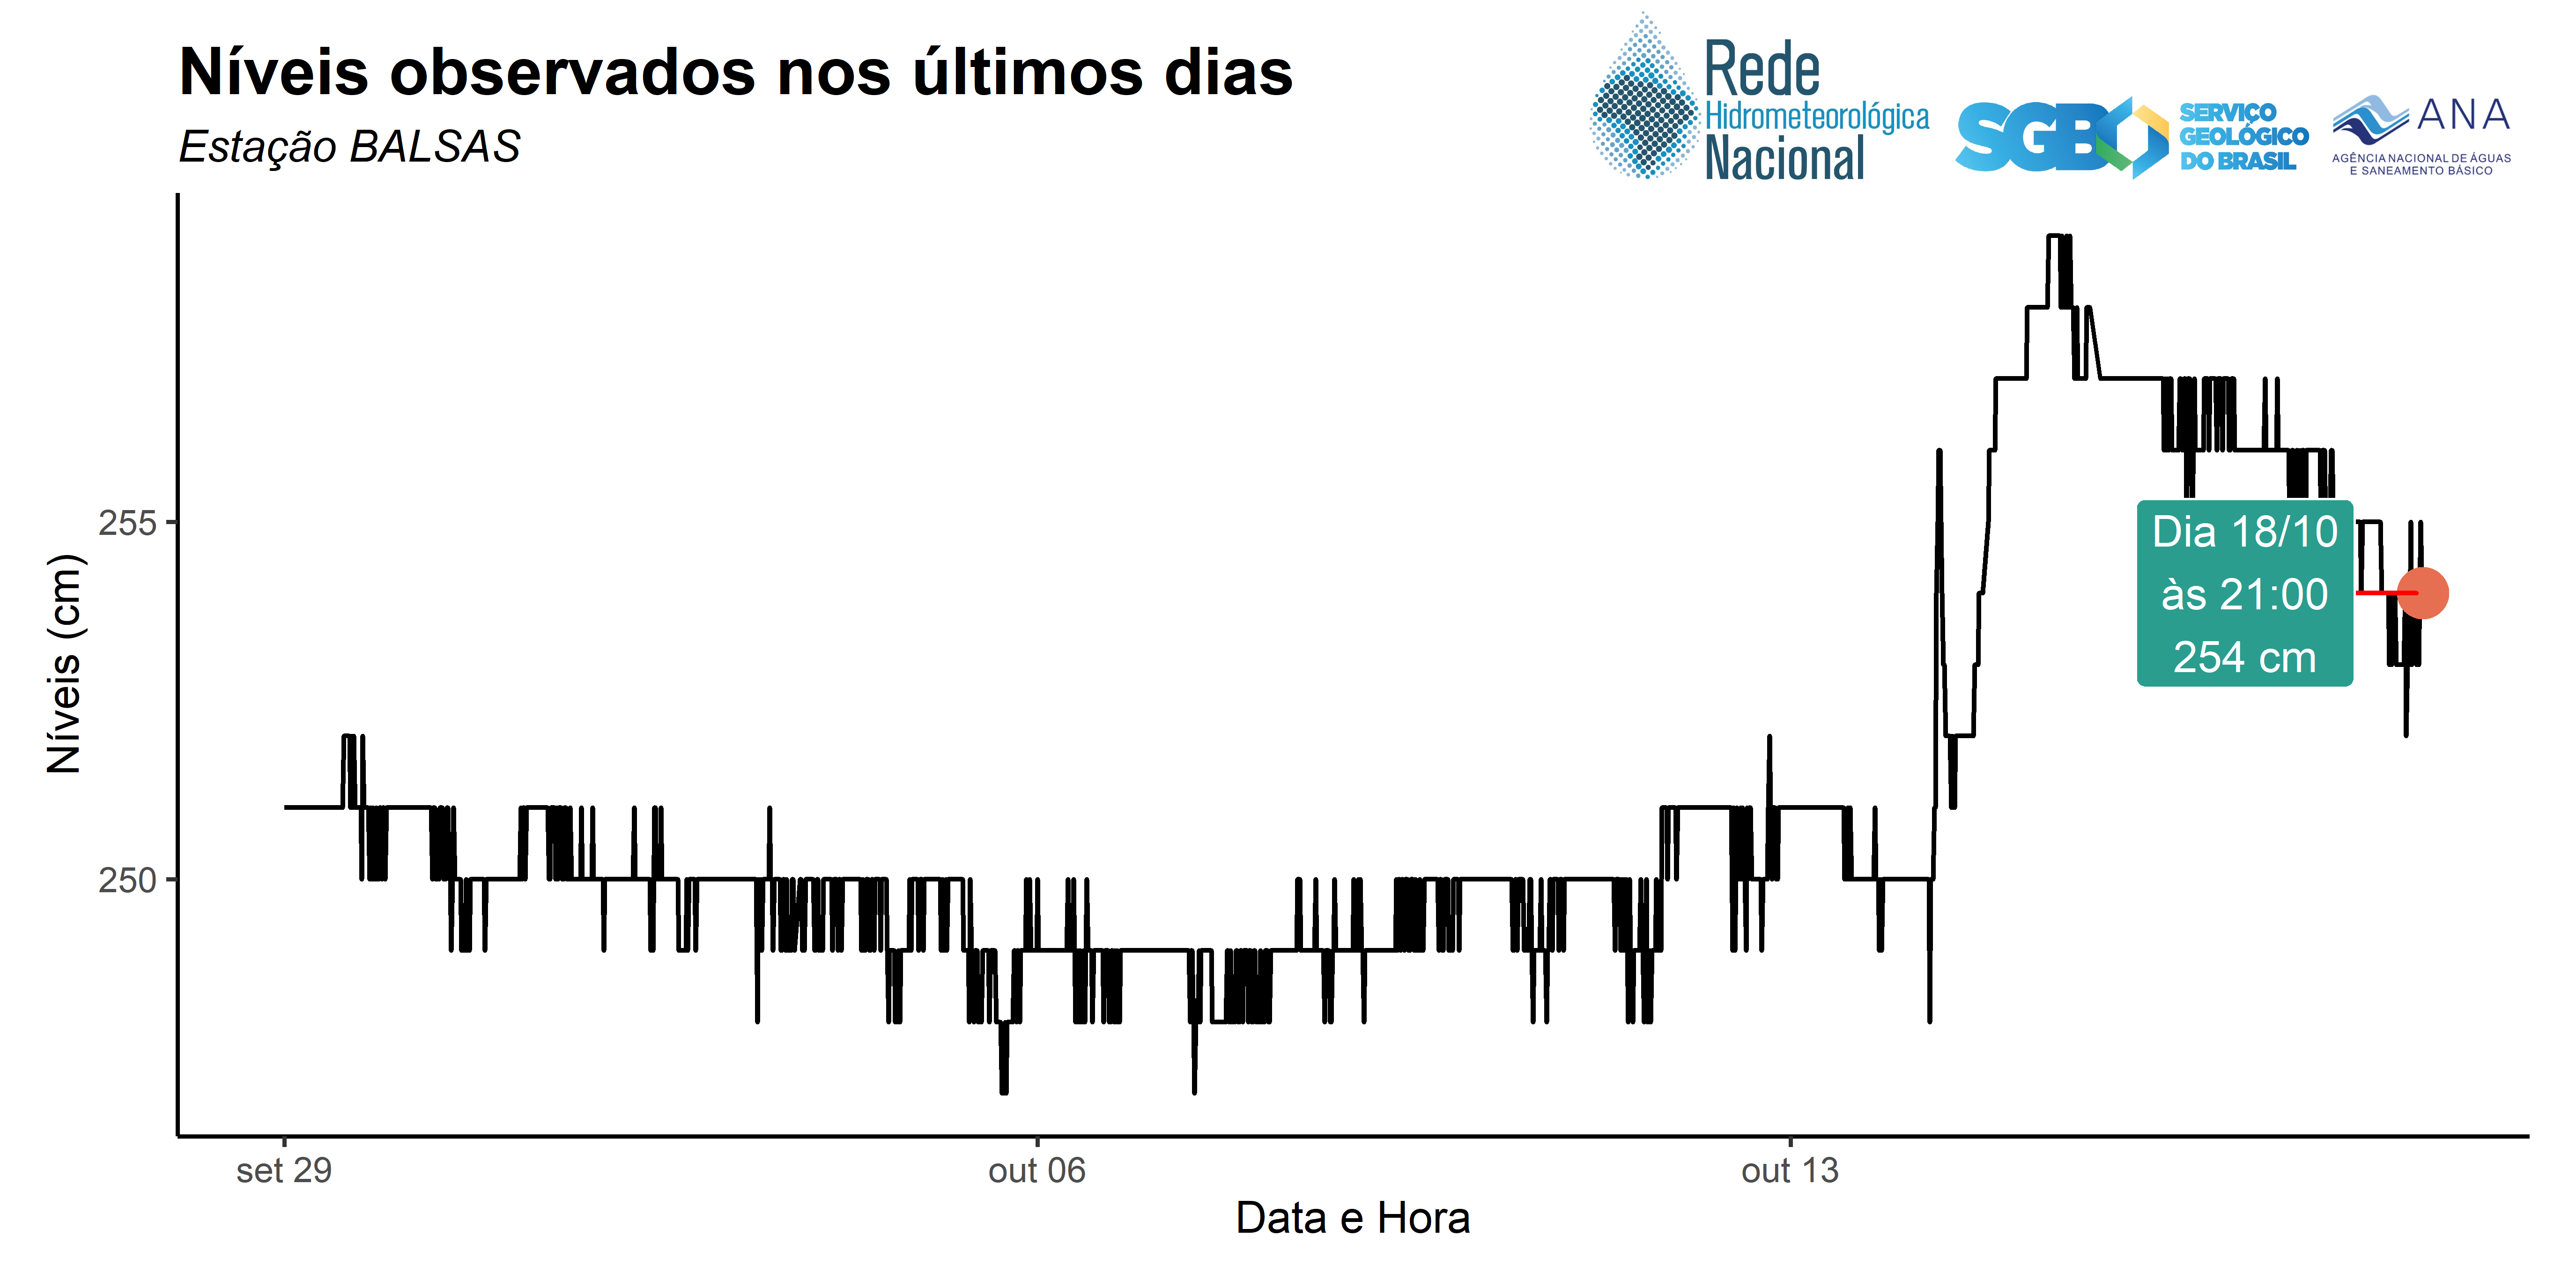 Níveis observados nos últimos dias
Estação BALSAS
Rede
Hidrometeorológica
Nacional
SGB
SERVIÇO
GEOLÓGICO
DO BRASIL
ANA
AGÊNCIA NACIONAL DE ÁGUAS
E SANEAMENTO BÁSICO
Níveis (cm)
255
250
Dia 18/10
às 21:00
254 cm
set 29
out 06
out 13
Data e Hora